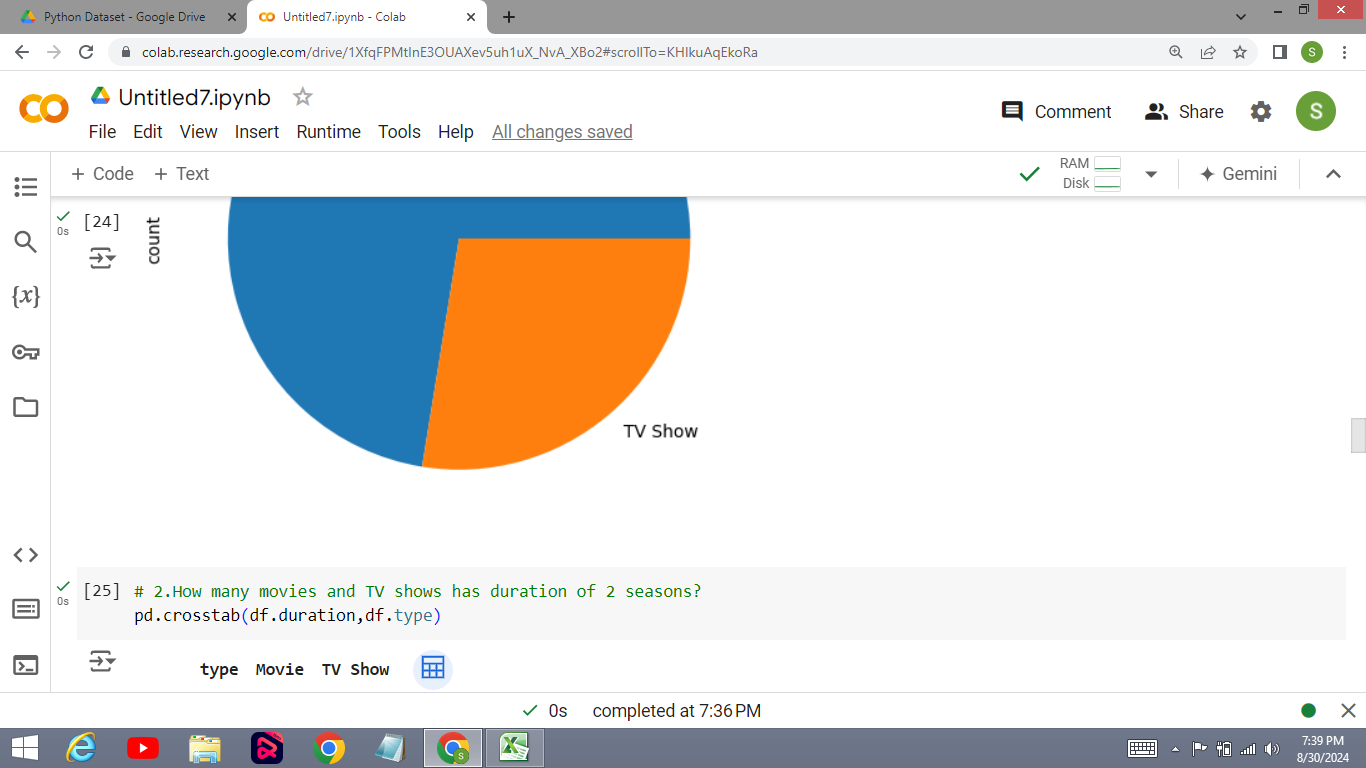 Python Dataset - Google Drive
Untitled7.ipynb - Colab
colab.research.google.com/drive/1XfqFPMtInE3OUAXev5uh1uX_NvA_XBo2#scrollTo=KHIkuAqEkoRa
S
Untitled7.ipynb
File Edit View Insert Runtime Tools Help All changes saved
Comment Share S
+ Code + Text
RAM
Disk
Gemini
[24]
0s
count
TV Show
[25] # 2.How many movies and TV shows has duration of 2 seasons?
0s
pd.crosstab(df.duration,df.type)
type Movie TV Show
0s completed at 7:36 PM
7:39 PM
8/30/2024